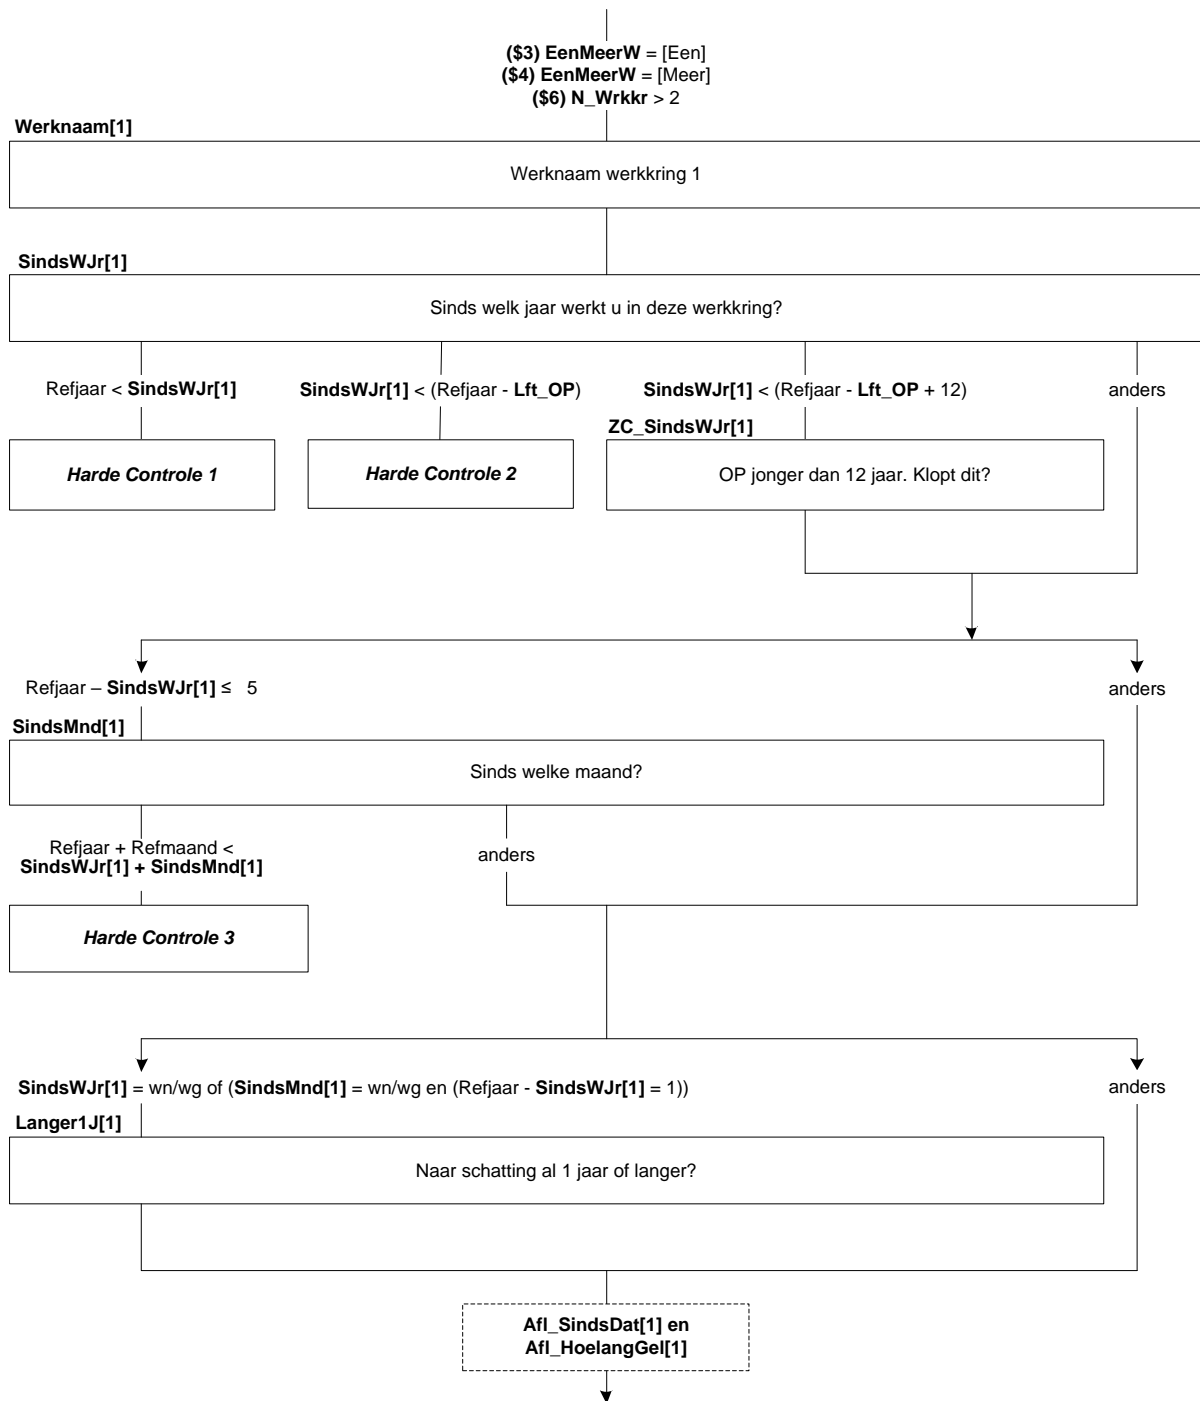 ($3) EenMeerW = [Een]
($4) EenMeerW = [Meer]
($6) N_Wrkkr > 2
Werknaam[1]
Werknaam werkkring 1
SindsWJr[1]
Sinds welk jaar werkt u in deze werkkring?
Refjaar < SindsWJr[1]
SindsWJr[1] < (Refjaar - Lft_OP)
SindsWJr[1] < (Refjaar - Lft_OP + 12)
anders
ZC_SindsWJr[1]
Harde Controle 1
Harde Controle 2
OP jonger dan 12 jaar. Klopt dit?
Refjaar – SindsWJr[1] ≤ 5
anders
SindsMnd[1]
Sinds welke maand?
Refjaar + Refmaand <
SindsWJr[1] + SindsMnd[1]
anders
Harde Controle 3
SindsWJr[1] = wn/wg of (SindsMnd[1] = wn/wg en (Refjaar - SindsWJr[1] = 1))
anders
Langer1J[1]
Naar schatting al 1 jaar of langer?
Afl_SindsDat[1] en
Afl_HoelangGel[1]